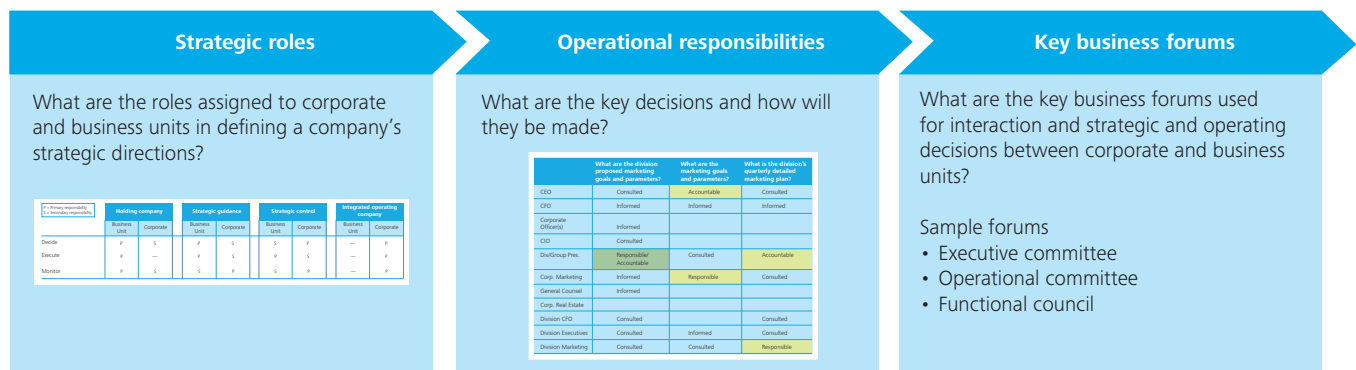 Strategic roles
What are the roles assigned to corporate
and business units in defining a company's
strategic directions?
P = Primary responsibility
S = Secondary responsibility
Holding company Strategic guidance Strategic control Integrated operating company
Business Unit Corporate Business Unit Corporate Business Unit Corporate Business Unit Corporate
Decide P S P S S P — P
Execute P — P S P S — P
Monitor P S S P S S — P
Operational responsibilities
What are the key decisions and how will
they be made?
What are the division proposed marketing goals and parameters? What are the marketing goals and parameters? What is the division's quarterly detailed marketing plan?
CEO Consulted Accountable Consulted
CFO Informed Informed Informed
Corporate Officer(s) Informed
CIO Consulted
Div/Group Pres. Responsible/ Accountable Consulted Accountable
Corp. Marketing Informed Responsible Consulted
General Counsel Informed
Corp. Real Estate
Division CFO Consulted Consulted
Division Executives Consulted Informed Consulted
Division Marketing Consulted Consulted Responsible
Key business forums
What are the key business forums used
for interaction and strategic and operating
decisions between corporate and business
units?
Sample forums
• Executive committee
• Operational committee
• Functional council